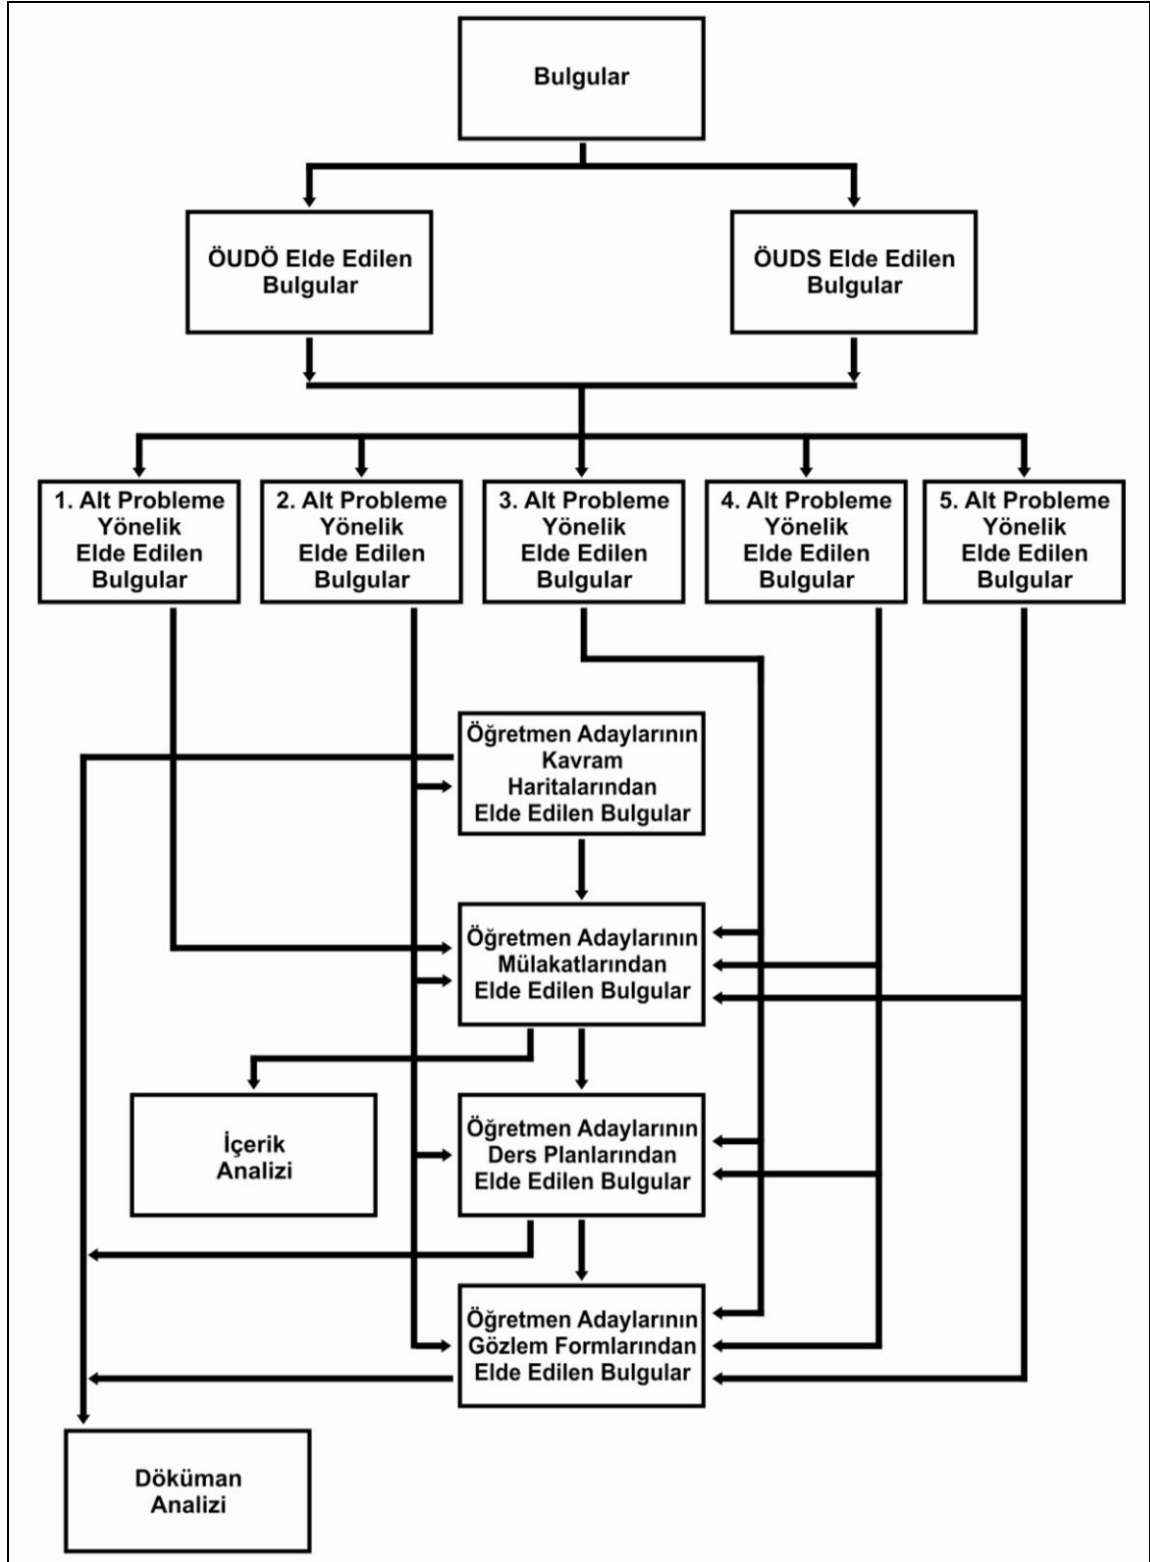 Bulgular
ÖUDÖ Elde Edilen
Bulgular
ÖUDS Elde Edilen
Bulgular
1. Alt Probleme
Yönelik
Elde Edilen
Bulgular
2. Alt Probleme
Yönelik
Elde Edilen
Bulgular
3. Alt Probleme
Yönelik
Elde Edilen
Bulgular
4. Alt Probleme
Yönelik
Elde Edilen
Bulgular
5. Alt Probleme
Yönelik
Elde Edilen
Bulgular
Öğretmen Adaylarının
Kavram
Haritalarından
Elde Edilen Bulgular
Öğretmen Adaylarının
Mülakatlarından
Elde Edilen Bulgular
İçerik
Analizi
Öğretmen Adaylarının
Ders Planlarından
Elde Edilen Bulgular
Öğretmen Adaylarının
Gözlem Formlarından
Elde Edilen Bulgular
Döküman
Analizi